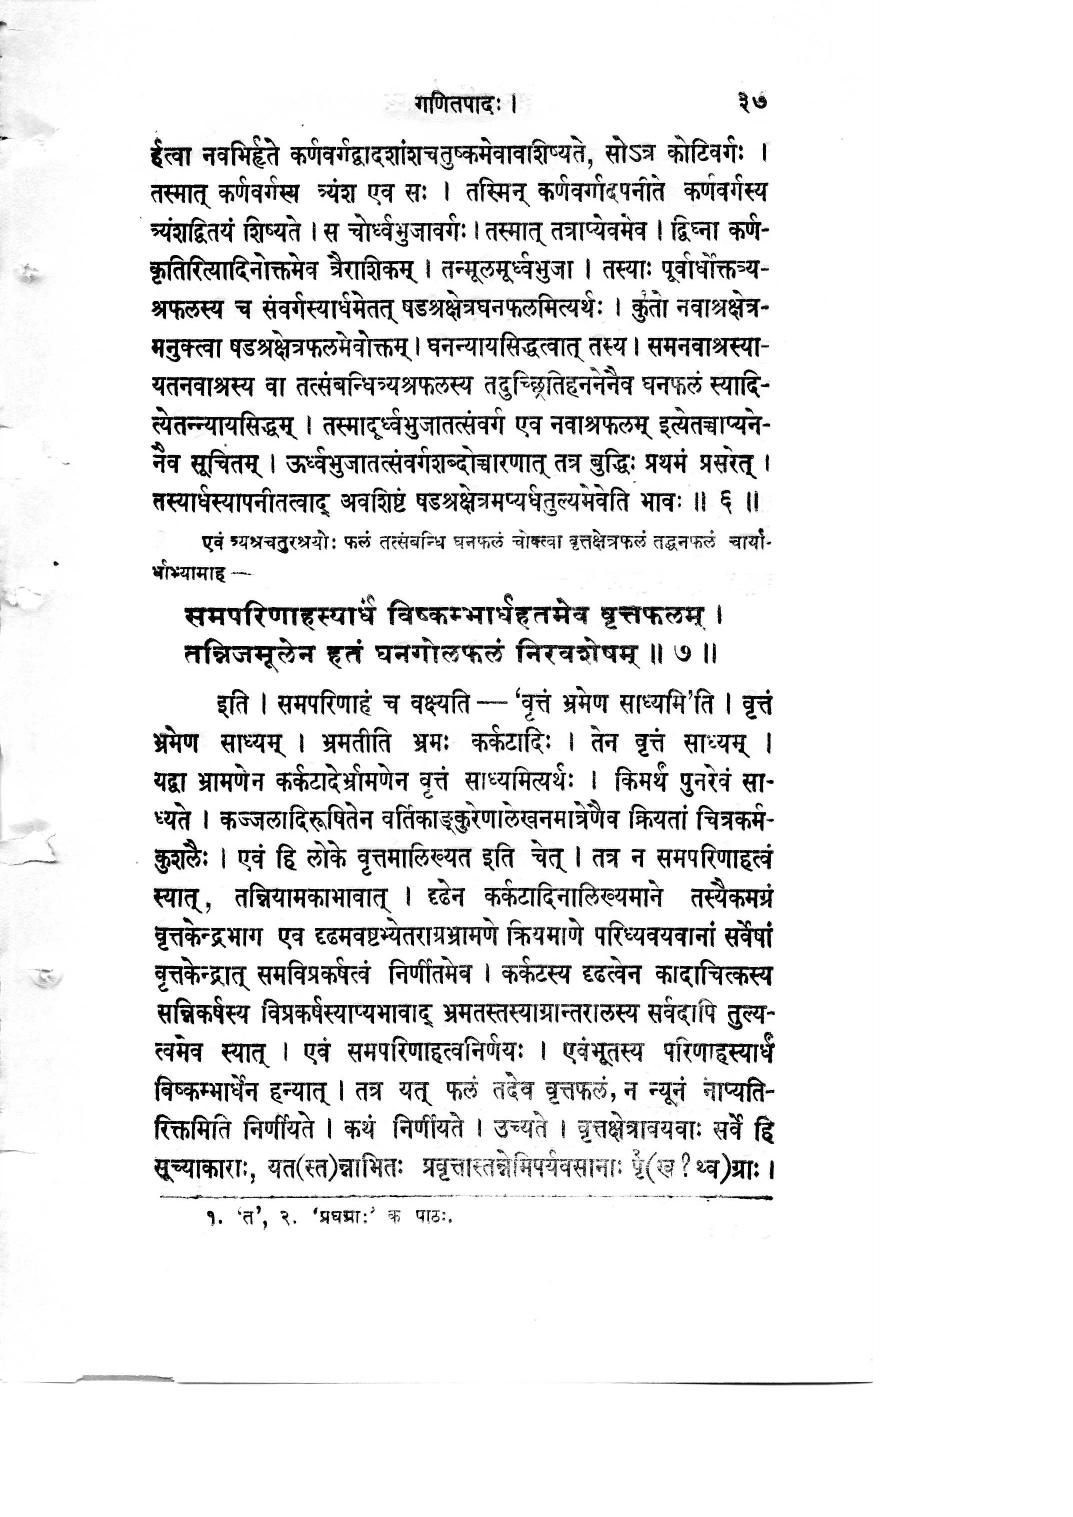 गणितपादः । ३७
र्हत्वा नवभिर्हृते कर्णवर्गद्वादशांशचतुष्कमेवावशिष्यते, सोऽत्र कोटिवर्गः ।
तस्मात् कर्णवर्गस्य त्र्यंश एव सः । तस्मिन् कर्णवर्गादपनीते कर्णवर्गस्य
त्र्यंशद्वितयं शिष्यते । स चोर्ध्वभुजावर्गः । तस्मात् तत्राप्येवमेव । द्विघ्ना कर्ण-
कृतिरित्यादिनोक्तमेव त्रैराशिकम् । तन्मूलमूर्ध्वभुजा । तस्याः पूर्वार्धोक्तत्र्य-
श्रफलस्य च संवर्गस्यार्धमेतत् षडश्रक्षेत्रघनफलमित्यर्थः । कुतो नवाश्रक्षेत्र-
मनुक्त्वा षडश्रक्षेत्रफलमेवोक्तम् । घनन्यायसिद्धत्वात् तस्य । समनवाश्रस्या-
यतनवाश्रस्य वा तत्संबन्धित्र्यश्रफलस्य तदुच्छ्रितिहननेनैव घनफलं स्यादि-
त्येतन्न्यायसिद्धम् । तस्मादूर्ध्वभुजातत्संवर्ग एव नवाश्रफलम् इत्येतच्चाप्यने-
नैव सूचितम् । ऊर्ध्वभुजातत्संवर्गशब्दोच्चारणात् तत्र बुद्धिः प्रथमं प्रसरेत् ।
तस्यार्धस्यापनीतत्वाद् अवशिष्टं षडश्रक्षेत्रमप्यर्धतुल्यमेवेति भावः ॥ ६ ॥
एवं त्र्यश्रचतुरश्रयोः फलं तत्संबन्धि घनफलं चोक्त्वा वृत्तक्षेत्रफलं तद्घनफलं चार्या-
र्धाभ्यामाह —
समपरिणाहस्यार्धं विष्कम्भार्धहतमेव वृत्तफलम् ।
तन्निजमूलेन हतं घनगोलफलं निरवशेषम् ॥ ७ ॥
इति । समपरिणाहं च वक्ष्यति — ‘वृत्तं भ्रमेण साध्यमि’ति । वृत्तं
भ्रमेण साध्यम् । भ्रमतीति भ्रमः कर्कटादिः । तेन वृत्तं साध्यम् ।
यद्वा भ्रामणेन कर्कटादेर्भ्रामणेन वृत्तं साध्यमित्यर्थः । किमर्थं पुनरेवं सा-
ध्यते । कज्जलादिरूषितेन वर्तिकाङ्कुरेणालेखनमात्रेणैव क्रियतां चित्रकर्म-
कुशलैः । एवं हि लोके वृत्तमालिख्यत इति चेत् । तत्र न समपरिणाहत्वं
स्यात्, तन्नियामकाभावात् । दृढेन कर्कटादिनालिख्यमाने तस्यैकमग्रं
वृत्तकेन्द्रभाग एव दृढमवष्टभ्येतराग्रभ्रामणे क्रियमाणे परिध्यवयवानां सर्वेषां
वृत्तकेन्द्रात् समविप्रकर्षत्वं निर्णीतमेव । कर्कटस्य दृढत्वेन कादाचित्कस्य
सन्निकर्षस्य विप्रकर्षस्याप्यभावाद् भ्रमतस्तस्याग्रान्तरालस्य सर्वदापि तुल्य-
त्वमेव स्यात् । एवं समपरिणाहत्वनिर्णयः । एवंभूतस्य परिणाहस्यार्धं
विष्कम्भार्धेन हन्यात् । तत्र यत् फलं तदेव वृत्तफलं, न न्यूनं नाप्यति-
रिक्तमिति निर्णीयते । कथं निर्णीयते । उच्यते । वृत्तक्षेत्रावयवाः सर्वे हि
सूच्याकाराः, यत(स्त)न्नाभितः प्रवृत्तास्तन्नेमिपर्यवसानाः पृ(ख ? थ्व)ग्राः ।
१. ‘त’, २. ‘प्रघग्राः’ क पाठः.